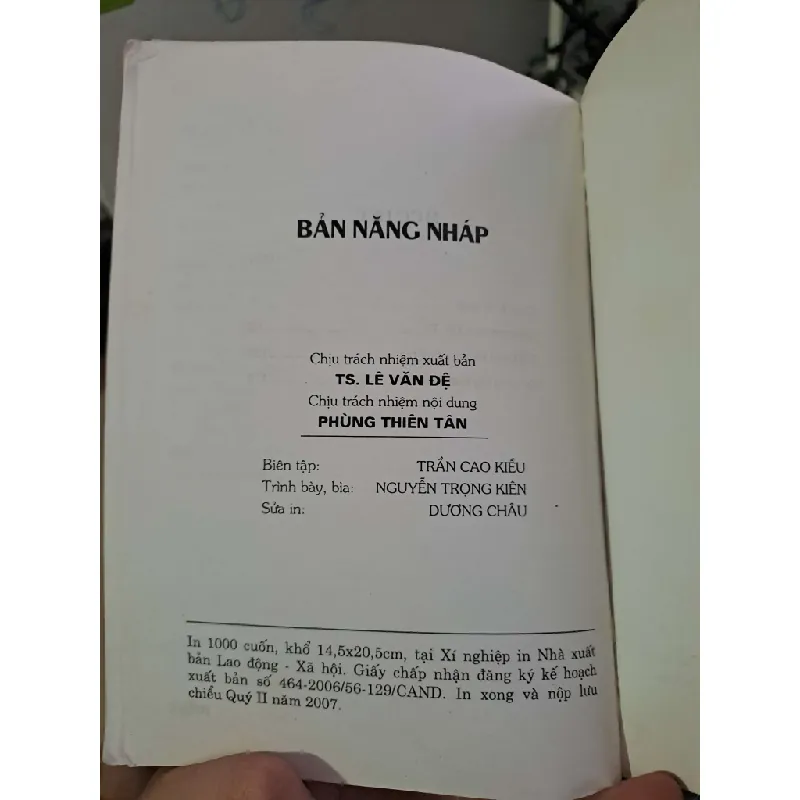 BẢN NĂNG NHÁP
Chịu trách nhiệm xuất bản
TS. LÊ VĂN ĐỆ
Chịu trách nhiệm nội dung
PHÙNG THIÊN TÂN
Biên tập: TRẦN CAO KIỀU
Trình bày, bìa: NGUYỄN TRỌNG KIÊN
Sửa in: DƯƠNG CHÂU
In 1000 cuốn, khổ 14,5x20,5cm, tại Xí nghiệp in Nhà xuất
bản Lao động - Xã hội. Giấy chấp nhận đăng ký kế hoạch
xuất bản số 464-2006/56-129/CAND. In xong và nộp lưu
chiểu Quý II năm 2007.